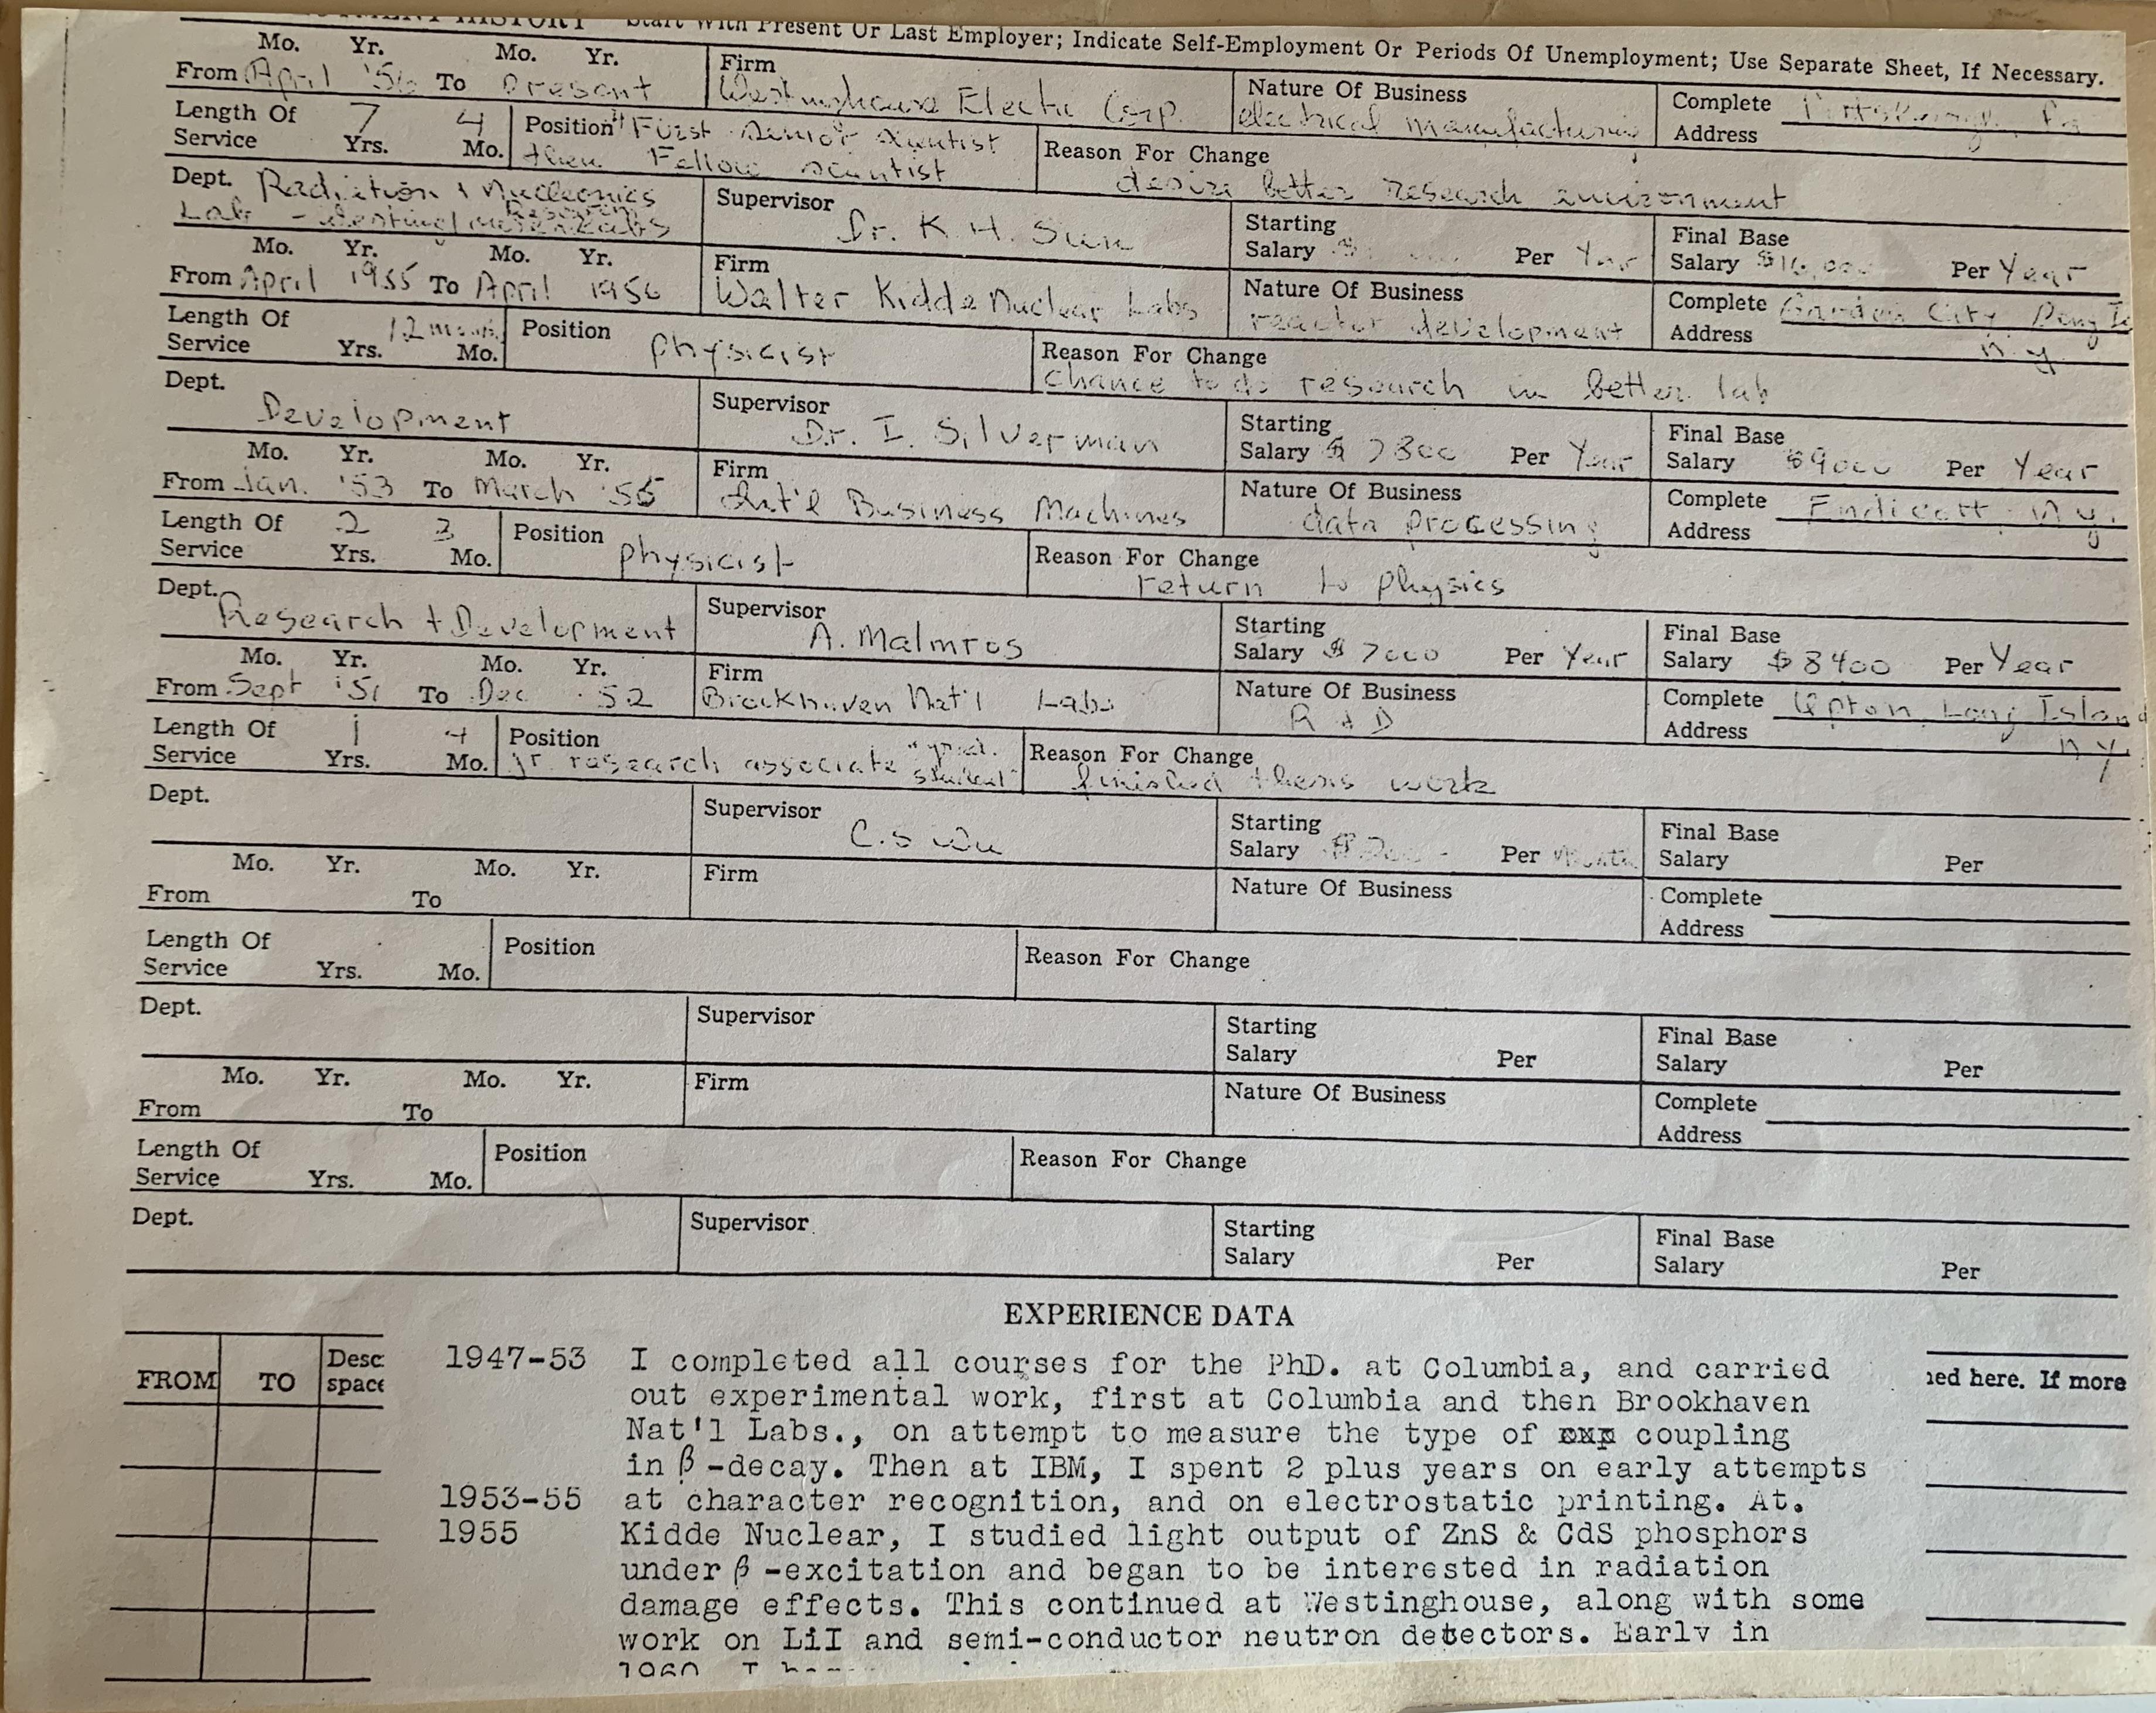 Start With Present Or Last Employer; Indicate Self-Employment Or Periods Of Unemployment; Use Separate Sheet, If Necessary.
Mo. Yr. Mo. Yr.
From April '56 To Present
Firm
Westinghouse Electic Corp.
Nature Of Business
electrical manufacturing
Complete
Address
Pittsburgh, Pa
Length Of
Service 7 Yrs. 4 Mo.
Position First Senior Scientist
then Fellow scientist
Reason For Change
desire better research environment
Dept. Radiation & Nucleonics
Lab -
Supervisor
Dr. K. H. Sun
Starting
Salary $ Per Year
Final Base
Salary Per Year
Mo. Yr. Mo. Yr.
From April 1955 To April 1956
Firm
Walter Kidde Nuclear Labs
Nature Of Business
reactor development
Complete Garden City, Long
Address N.Y.
Length Of
Service Yrs. 12 Mo.
Position
physicist
Reason For Change
chance to do research in better lab
Dept.
Development
Supervisor
Dr. I. Silverman
Starting
Salary $ 7800 Per Year
Final Base
Salary $9000 Per Year
Mo. Yr. Mo. Yr.
From Jan. '53 To March '55
Firm
Int'l Business Machines
Nature Of Business
data processing
Complete Endicott, N.Y.
Address
Length Of
Service 2 Yrs. 3 Mo.
Position
physicist
Reason For Change
return to physics
Dept.
Research + Development
Supervisor
A. Malmros
Starting
Salary $ 7000 Per Year
Final Base
Salary $8400 Per Year
Mo. Yr. Mo. Yr.
From Sept '51 To Dec '52
Firm
Brookhaven Nat'l Labs
Nature Of Business
R & D
Complete Upton, Long Island
Address N.Y
Length Of
Service 1 Yrs. 4 Mo.
Position
jr. research associate "grad. student"
Reason For Change
finished thesis work
Dept.
Supervisor
C.S Wu
Starting
Salary Per Month
Final Base
Salary Per
Mo. Yr. Mo. Yr.
From To
Firm
Nature Of Business
Complete
Address
Length Of
Service Yrs. Mo.
Position
Reason For Change
Dept.
Supervisor
Starting
Salary Per
Final Base
Salary Per
Mo. Yr. Mo. Yr.
From To
Firm
Nature Of Business
Complete
Address
Length Of
Service Yrs. Mo.
Position
Reason For Change
Dept.
Supervisor
Starting
Salary Per
Final Base
Salary Per
EXPERIENCE DATA
FROM TO Desc
space
ned here. If more
1947-53 I completed all courses for the PhD. at Columbia, and carried
out experimental work, first at Columbia and then Brookhaven
Nat'l Labs., on attempt to measure the type of exp coupling
in β-decay. Then at IBM, I spent 2 plus years on early attempts
1953-55 at character recognition, and on electrostatic printing. At.
1955 Kidde Nuclear, I studied light output of ZnS & CdS phosphors
under β-excitation and began to be interested in radiation
damage effects. This continued at Westinghouse, along with some
work on LiI and semi-conductor neutron detectors. Early in
1960